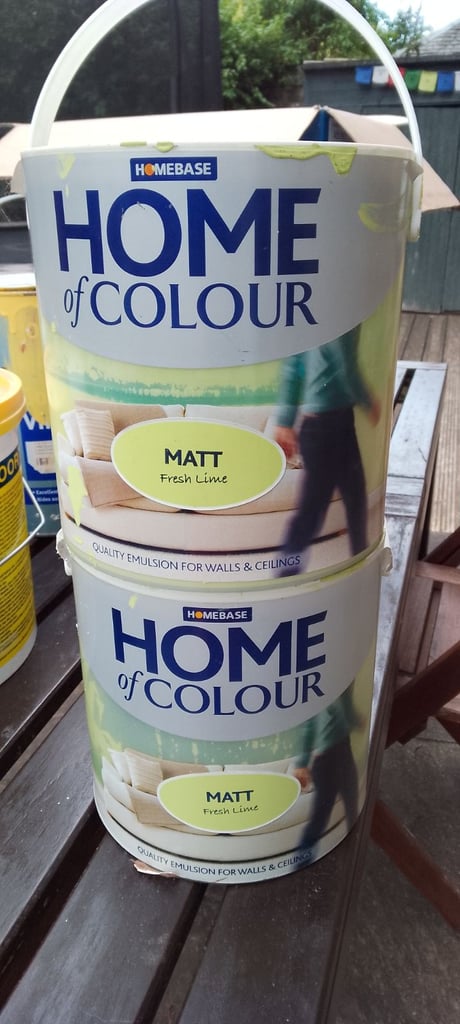 HOMEBASE
HOME
of COLOUR
MATT
Fresh Lime
QUALITY EMULSION FOR WALLS & CEILINGS
HOMEBASE
HOME
of COLOUR
MATT
Fresh Lime
QUALITY EMULSION FOR WALLS & CEILINGS